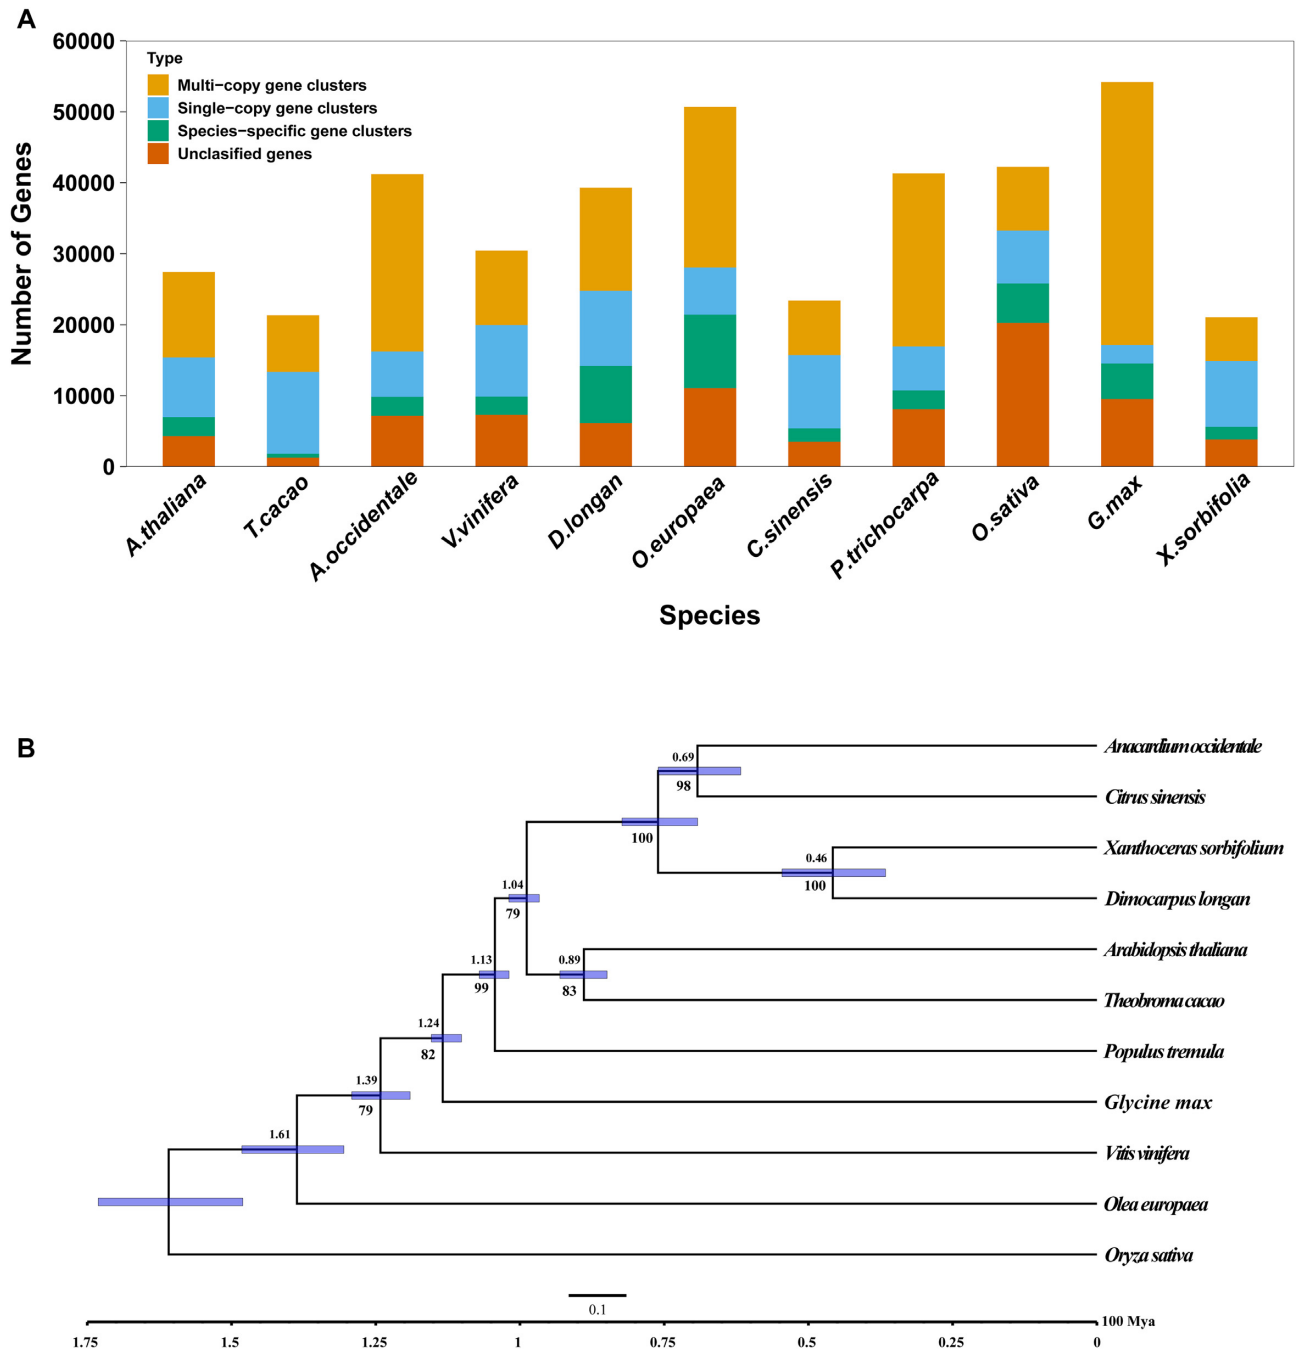 A
60000
50000
40000
30000
20000
10000
0
Number of Genes
Type
Multi−copy gene clusters
Single−copy gene clusters
Species−specific gene clusters
Unclasified genes
A.thaliana
T.cacao
A.occidentale
V.vinifera
D.longan
O.europaea
C.sinensis
P.trichocarpa
O.sativa
G.max
X.sorbifolia
Species
B
0.69
98
Anacardium occidentale
Citrus sinensis
100
0.46
100
Xanthoceras sorbifolium
Dimocarpus longan
1.04
79
0.89
83
Arabidopsis thaliana
Theobroma cacao
1.13
99
Populus tremula
1.24
82
Glycine max
1.39
79
Vitis vinifera
1.61
Olea europaea
Oryza sativa
0.1
100 Mya
1.75 1.5 1.25 1 0.75 0.5 0.25 0